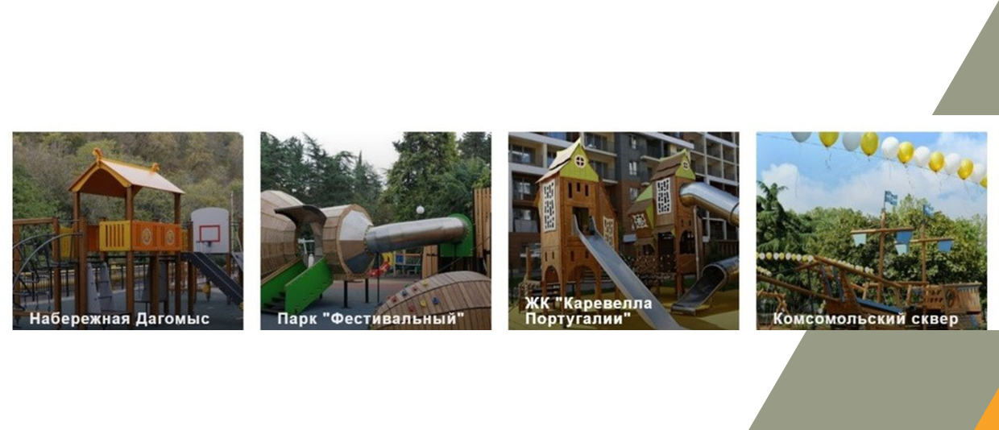 Набережная Дагомыс
Парк "Фестивальный"
ЖК "Каревелла
Португалии"
Комсомольский сквер